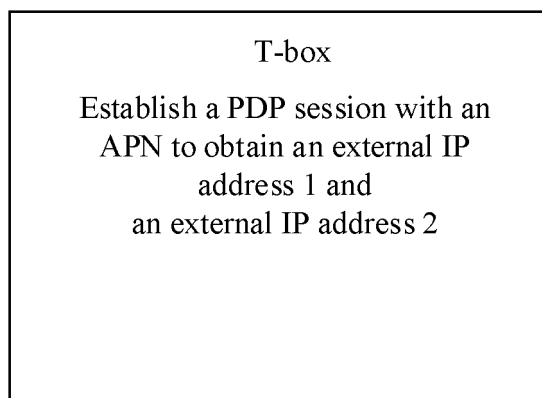 T-box
Establish a PDP session with an
APN to obtain an external IP
address 1 and
an external IP address 2